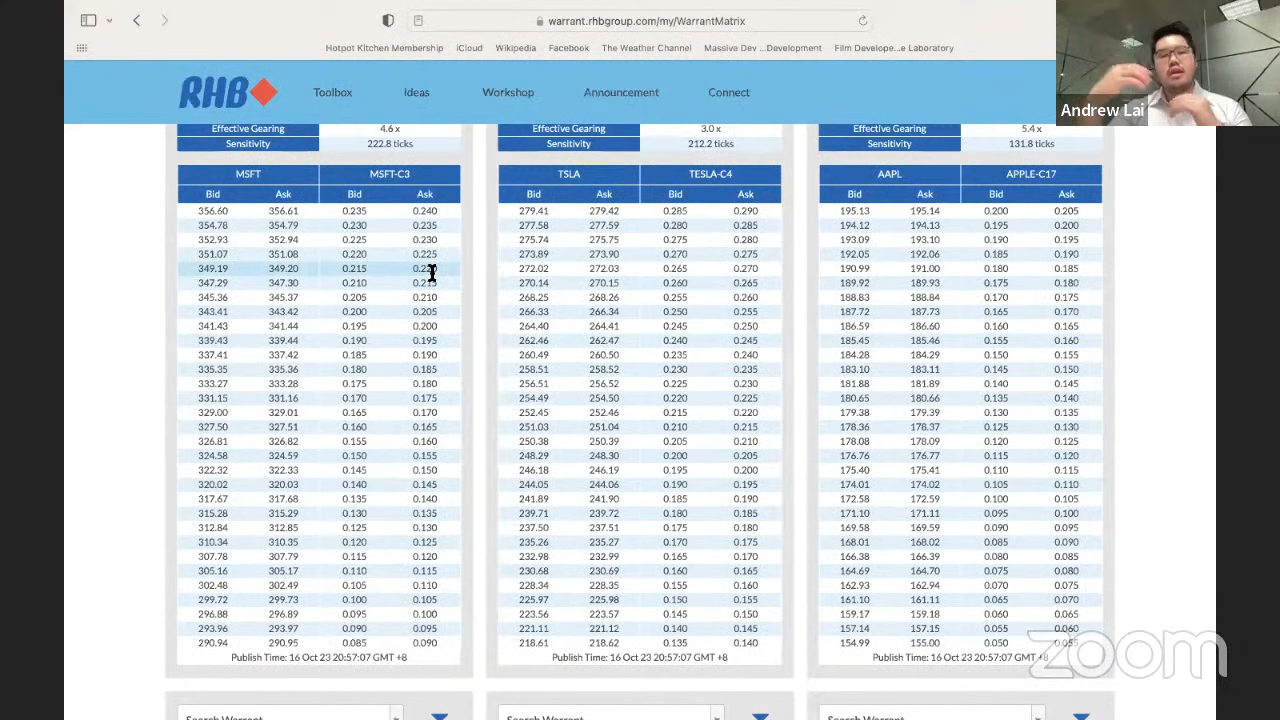 warrant.rhbgroup.com/my/WarrantMatrix
Hotpot Kitchen Membership iCloud Wikipedia Facebook The Weather Channel Massive Dev ...Development Film Develope...e Laboratory
Andrew Lai
RHB Toolbox Ideas Workshop Announcement Connect
Effective Gearing 4.6 x Effective Gearing 3.0 x Effective Gearing 5.4 x
Sensitivity 222.8 ticks Sensitivity 212.2 ticks Sensitivity 131.8 ticks
MSFT MSFT-C3 TSLA TESLA-C4 AAPL APPLE-C17
Bid Ask Bid Ask Bid Ask Bid Ask Bid Ask Bid Ask
356.60 356.61 0.235 0.240 279.41 279.42 0.285 0.290 195.13 195.14 0.200 0.205
354.78 354.79 0.230 0.235 277.58 277.59 0.280 0.285 194.12 194.13 0.195 0.200
352.93 352.94 0.225 0.230 275.74 275.75 0.275 0.280 193.09 193.10 0.190 0.195
351.07 351.08 0.220 0.225 273.89 273.90 0.270 0.275 192.05 192.06 0.185 0.190
349.19 349.20 0.215 272.02 272.03 0.265 0.270 190.99 191.00 0.180 0.185
347.29 347.30 0.210 270.14 270.15 0.260 0.265 189.92 189.93 0.175 0.180
345.36 345.37 0.205 0.210 268.25 268.26 0.255 0.260 188.83 188.84 0.170 0.175
343.41 343.42 0.200 0.205 266.33 266.34 0.250 0.255 187.72 187.73 0.165 0.170
341.43 341.44 0.195 0.200 264.40 264.41 0.245 0.250 186.59 186.60 0.160 0.165
339.43 339.44 0.190 0.195 262.46 262.47 0.240 0.245 185.45 185.46 0.155 0.160
337.41 337.42 0.185 0.190 260.49 260.50 0.235 0.240 184.28 184.29 0.150 0.155
335.35 335.36 0.180 0.185 258.51 258.52 0.230 0.235 183.10 183.11 0.145 0.150
333.27 333.28 0.175 0.180 256.51 256.52 0.225 0.230 181.88 181.89 0.140 0.145
331.15 331.16 0.170 0.175 254.49 254.50 0.220 0.225 180.65 180.66 0.135 0.140
329.00 329.01 0.165 0.170 252.45 252.46 0.215 0.220 179.38 179.39 0.130 0.135
327.50 327.51 0.160 0.165 251.03 251.04 0.210 0.215 178.36 178.37 0.125 0.130
326.81 326.82 0.155 0.160 250.38 250.39 0.205 0.210 178.08 178.09 0.120 0.125
324.58 324.59 0.150 0.155 248.29 248.30 0.200 0.205 176.76 176.77 0.115 0.120
322.32 322.33 0.145 0.150 246.18 246.19 0.195 0.200 175.40 175.41 0.110 0.115
320.02 320.03 0.140 0.145 244.05 244.06 0.190 0.195 174.01 174.02 0.105 0.110
317.67 317.68 0.135 0.140 241.89 241.90 0.185 0.190 172.58 172.59 0.100 0.105
315.28 315.29 0.130 0.135 239.71 239.72 0.180 0.185 171.10 171.11 0.095 0.100
312.84 312.85 0.125 0.130 237.50 237.51 0.175 0.180 169.58 169.59 0.090 0.095
310.34 310.35 0.120 0.125 235.26 235.27 0.170 0.175 168.01 168.02 0.085 0.090
307.78 307.79 0.115 0.120 232.98 232.99 0.165 0.170 166.38 166.39 0.080 0.085
305.16 305.17 0.110 0.115 230.68 230.69 0.160 0.165 164.69 164.70 0.075 0.080
302.48 302.49 0.105 0.110 228.34 228.35 0.155 0.160 162.93 162.94 0.070 0.075
299.72 299.73 0.100 0.105 225.97 225.98 0.150 0.155 161.10 161.11 0.065 0.070
296.88 296.89 0.095 0.100 223.56 223.57 0.145 0.150 159.17 159.18 0.060 0.065
293.96 293.97 0.090 0.095 221.11 221.12 0.140 0.145 157.14 157.15 0.055 0.060
290.94 290.95 0.085 0.090 218.61 218.62 0.135 0.140 154.99 155.00 0.050 0.055
Publish Time: 16 Oct 23 20:57:07 GMT +8 Publish Time: 16 Oct 23 20:57:07 GMT +8 Publish Time: 16 Oct 23 20:57:07 GMT +8
zoom
Search Warrant Search Warrant Search Warrant